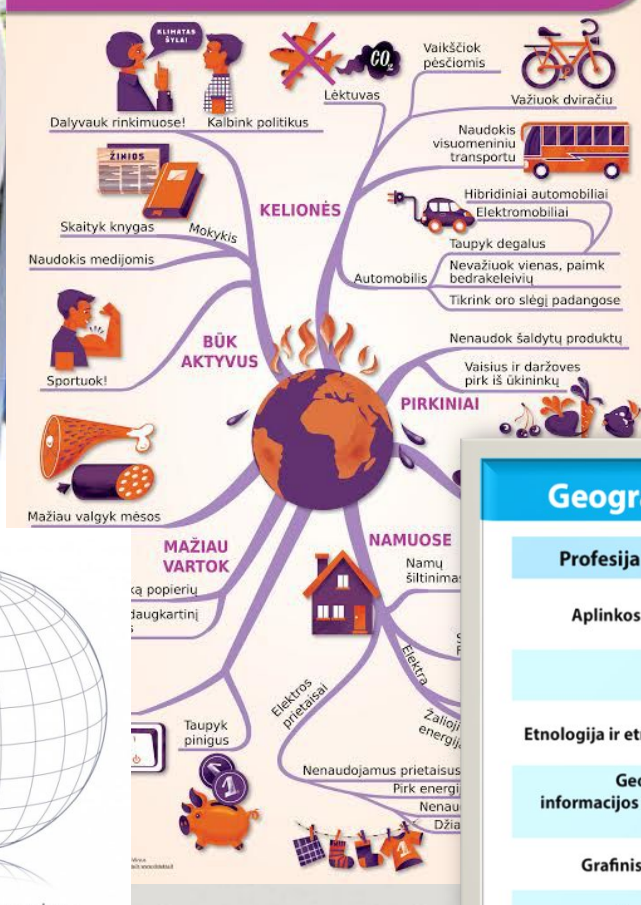 KLIMATAS
ŠYLA!
CO₂
Vaikščiok
pėsčiomis
Lėktuvas
Važiuok dviračiu
Dalyvauk rinkimuose!
Kalbink politikus
ŽINIOS
Naudokis
visuomeniniu
transportu
KELIONĖS
Hibridiniai automobiliai
Elektromobiliai
Skaityk knygas
Mokykis
Taupyk degalus
Naudokis medijomis
Automobilis
Nevažiuok vienas, paimk
bedrakeleivių
Tikrink oro slėgį padangose
BŪK
AKTYVUS
Nenaudok šaldytų produktų
Vaisius ir daržoves
pirk iš ūkininkų
Sportuok!
PIRKINIAI
Mažiau valgyk mėsos
MAŽIAU
VARTOK
NAMUOSE
Namų
šiltinimas
ką popierių
daugkartinį
Elektra
Elektros
prietaisai
Žalioji
energija
Taupyk
pinigus
Nenaudojamus prietaisus
Pirk energi
Nenau
Džia
1
1
Geogra
Profesija
Aplinkos
Etnologija ir etn
Geo
informacijos
Grafinis